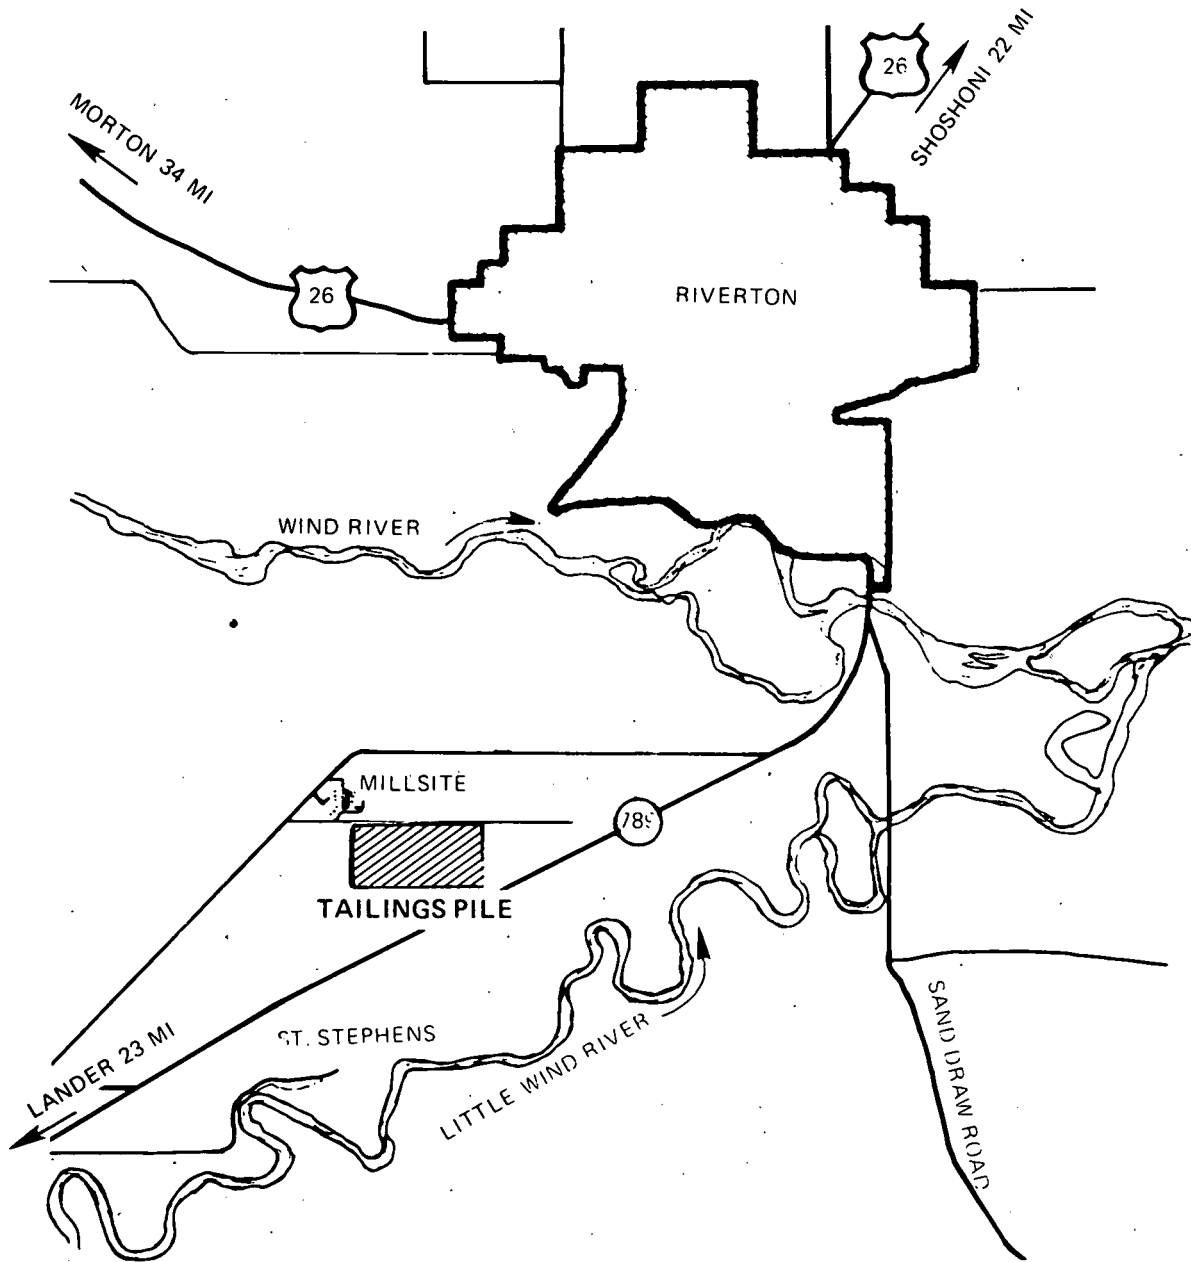 26
SHOSHONI 22 MI
MORTON 34 MI
26
RIVERTON
WIND RIVER
MILLSITE
789
TAILINGS PILE
ST. STEPHENS
LANDER 23 MI
LITTLE WIND RIVER
SAND DRAW ROAD